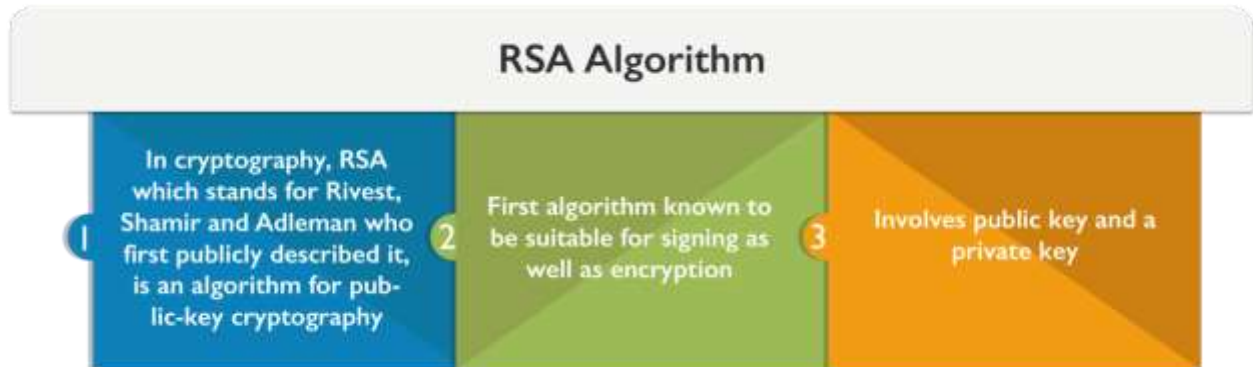 RSA Algorithm
1
In cryptography, RSA
which stands for Rivest,
Shamir and Adleman who
first publicly described it,
is an algorithm for pub-
lic-key cryptography
2
First algorithm known to
be suitable for signing as
well as encryption
3
Involves public key and a
private key